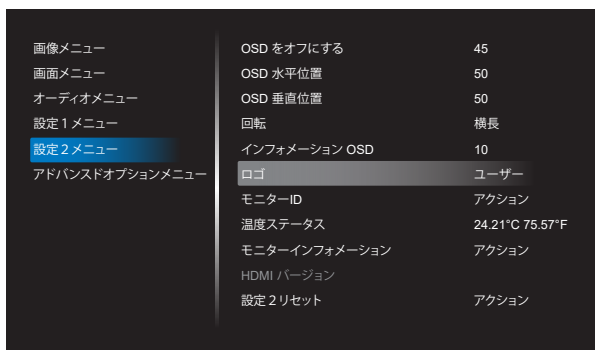 画像メニュー
画面メニュー
オーディオメニュー
設定1メニュー
設定2メニュー
アドバンスドオプションメニュー
OSD をオフにする 45
OSD 水平位置 50
OSD 垂直位置 50
回転 横長
インフォメーション OSD 10
ロゴ ユーザー
モニターID アクション
温度ステータス 24.21°C 75.57°F
モニターインフォメーション アクション
HDMI バージョン
設定2リセット アクション